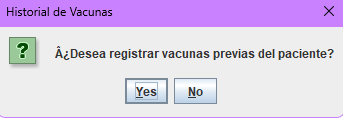 Historial de Vacunas
Â¿Desea registrar vacunas previas del paciente?
Yes No